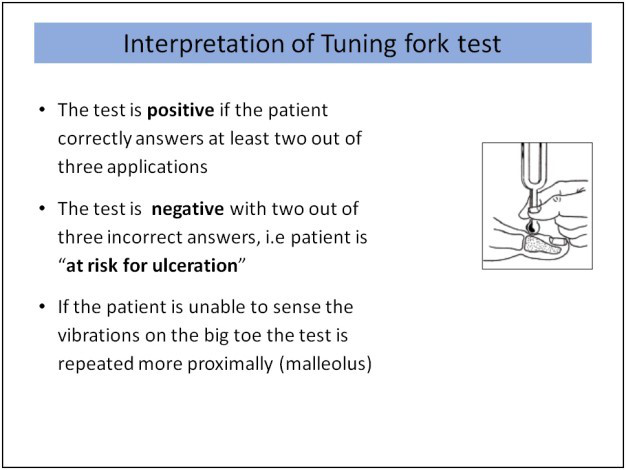 Interpretation of Tuning fork test
• The test is positive if the patient
correctly answers at least two out of
three applications
• The test is  negative with two out of
three incorrect answers, i.e patient is
“at risk for ulceration”
• If the patient is unable to sense the
vibrations on the big toe the test is
repeated more proximally (malleolus)